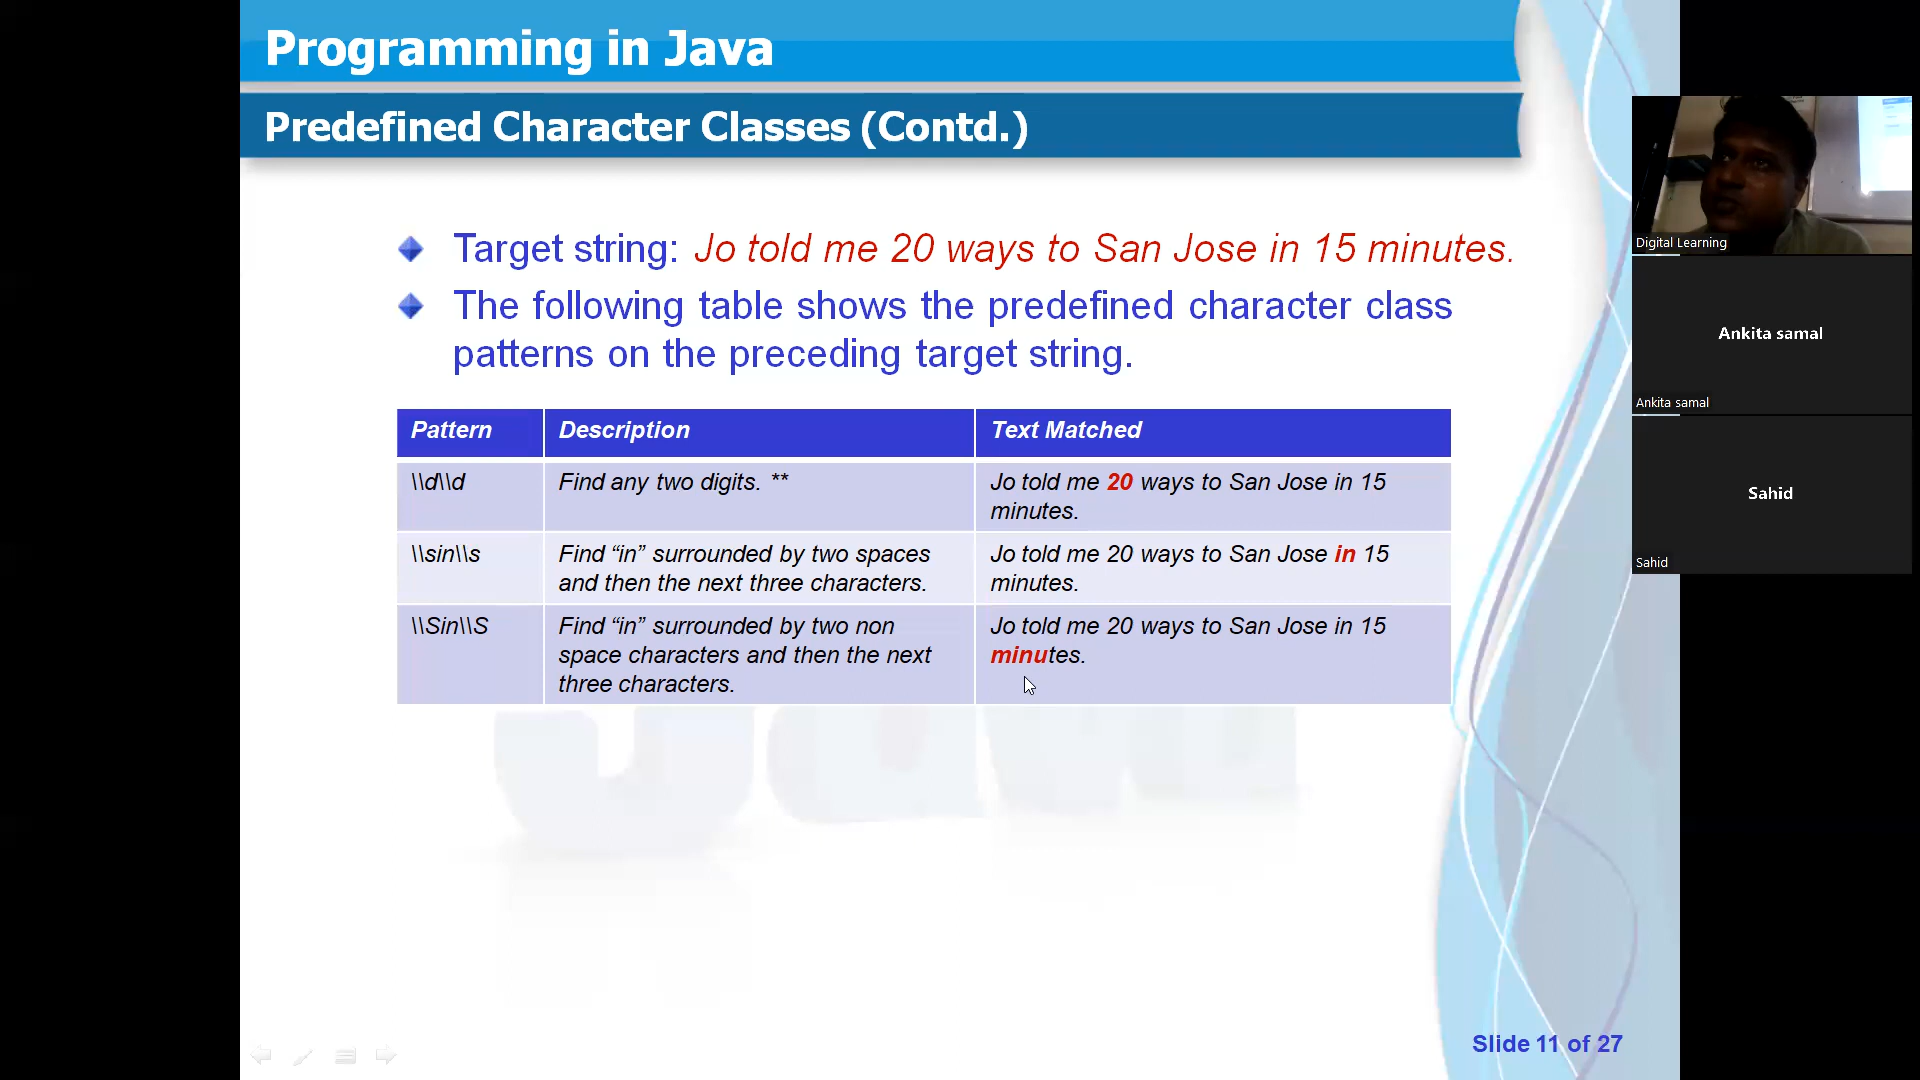 Programming in Java
Predefined Character Classes (Contd.)
Target string: Jo told me 20 ways to San Jose in 15 minutes.
The following table shows the predefined character class
patterns on the preceding target string.
Pattern Description Text Matched
\\d\\d Find any two digits. ** Jo told me 20 ways to San Jose in 15
minutes.
\\sin\\s Find “in” surrounded by two spaces
and then the next three characters.
Jo told me 20 ways to San Jose in 15
minutes.
\\Sin\\S Find “in” surrounded by two non
space characters and then the next
three characters.
Jo told me 20 ways to San Jose in 15
minutes.
Slide 11 of 27
Digital Learning
Ankita samal
Ankita samal
Sahid
Sahid